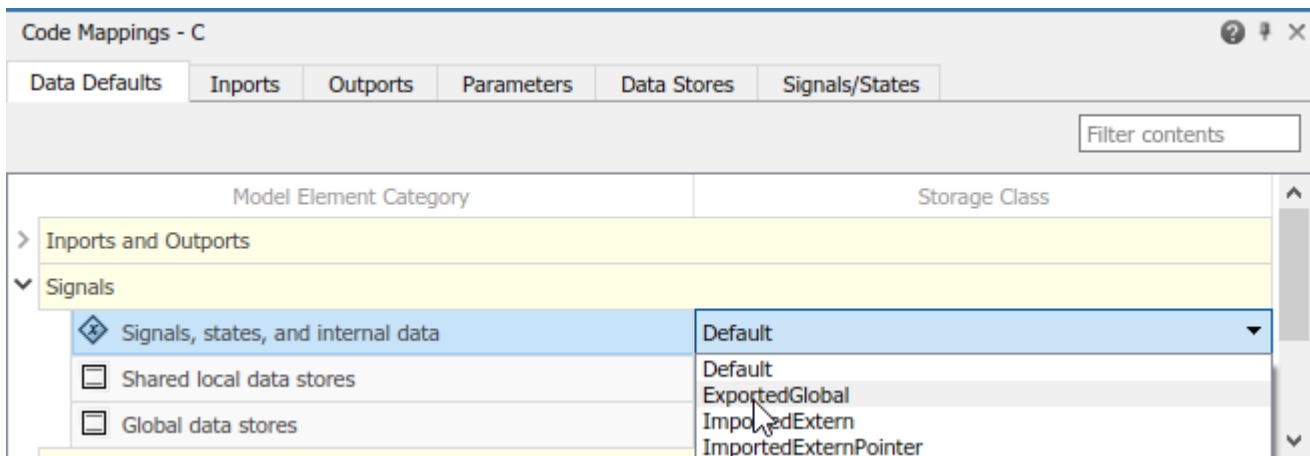 Code Mappings - C
Data Defaults Inports Outports Parameters Data Stores Signals/States
Filter contents
Model Element Category Storage Class
Inports and Outports
Signals
Signals, states, and internal data Default
Default
Shared local data stores
ExportedGlobal
ImportedExtern
Global data stores
ImportedExternPointer